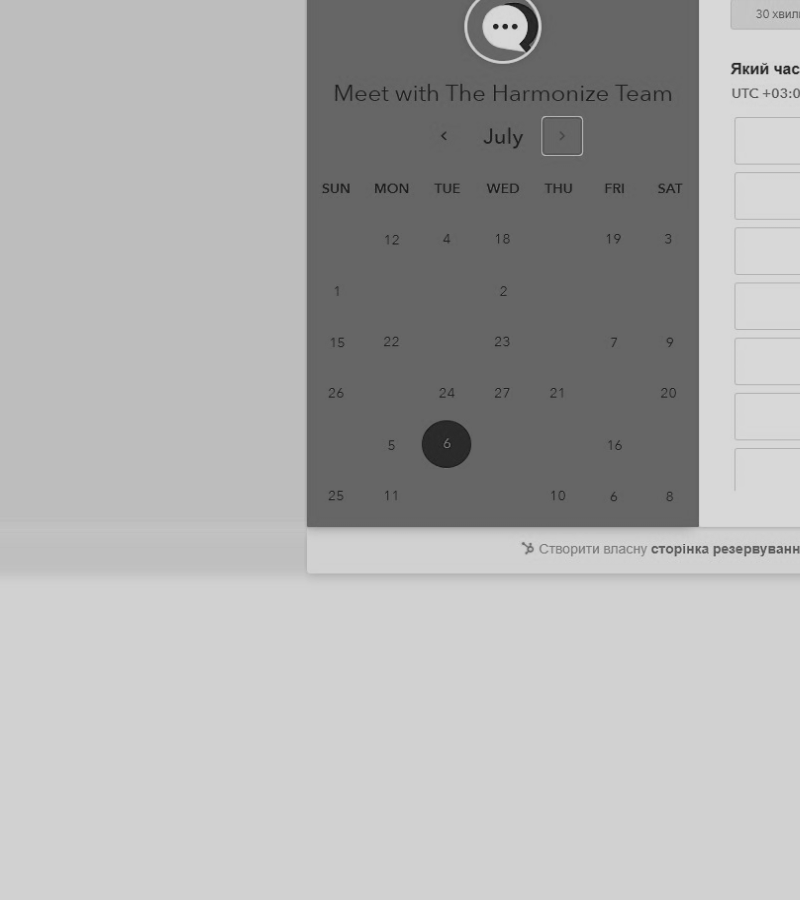 30
Meet with The Harmonize Team
Який час
UTC +03:0
July
SUN MON TUE WED THU FRI SAT
12 4 18 19 3
1 2
15 22 23 7 9
26 24 27 21 20
5 6 16
25 11 10 6 8
Створити власну сторінка